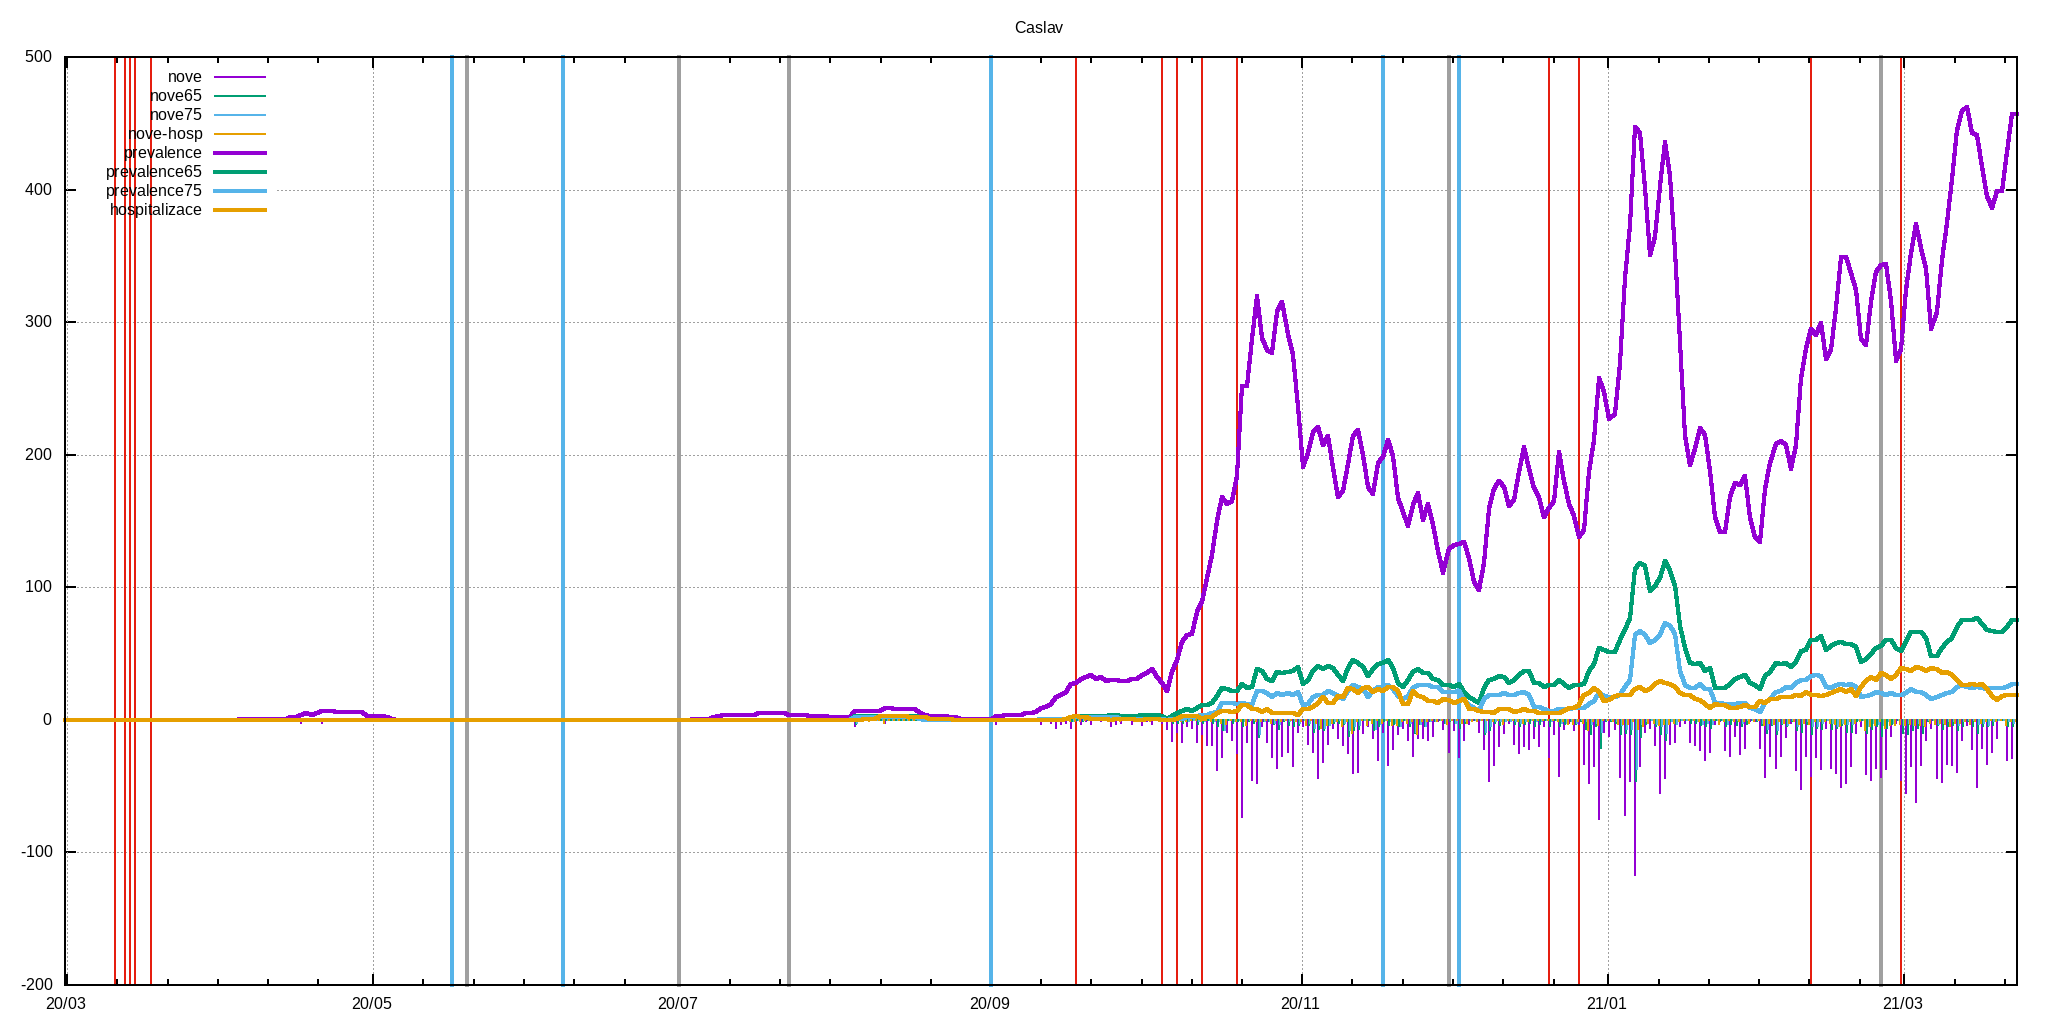 Caslav
500
400
300
200
100
0
-100
-200
nove
nove65
nove75
nove-hosp
prevalence
prevalence65
prevalence75
hospitalizace
20/03
20/05
20/07
20/09
20/11
21/01
21/03